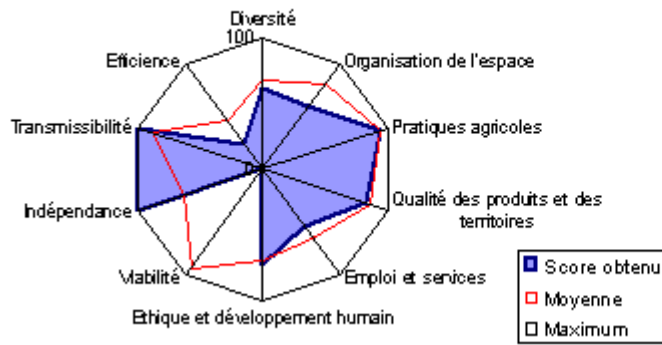 Diversité
100
Efficience
Organisation de l'espace
Transmissibilité
Pratiques agricoles
0
Indépendance
Qualité des produits et des
territoires
Viabilité
Emploi et services
Ethique et développement humain
Score obtenu
Moyenne
Maximum